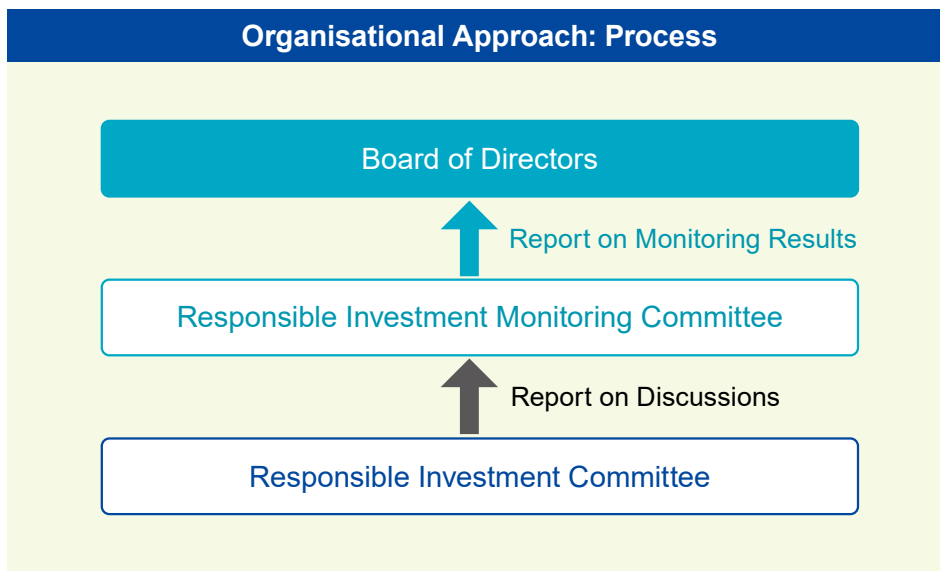 Organisational Approach: Process
Board of Directors
Report on Monitoring Results
Responsible Investment Monitoring Committee
Report on Discussions
Responsible Investment Committee